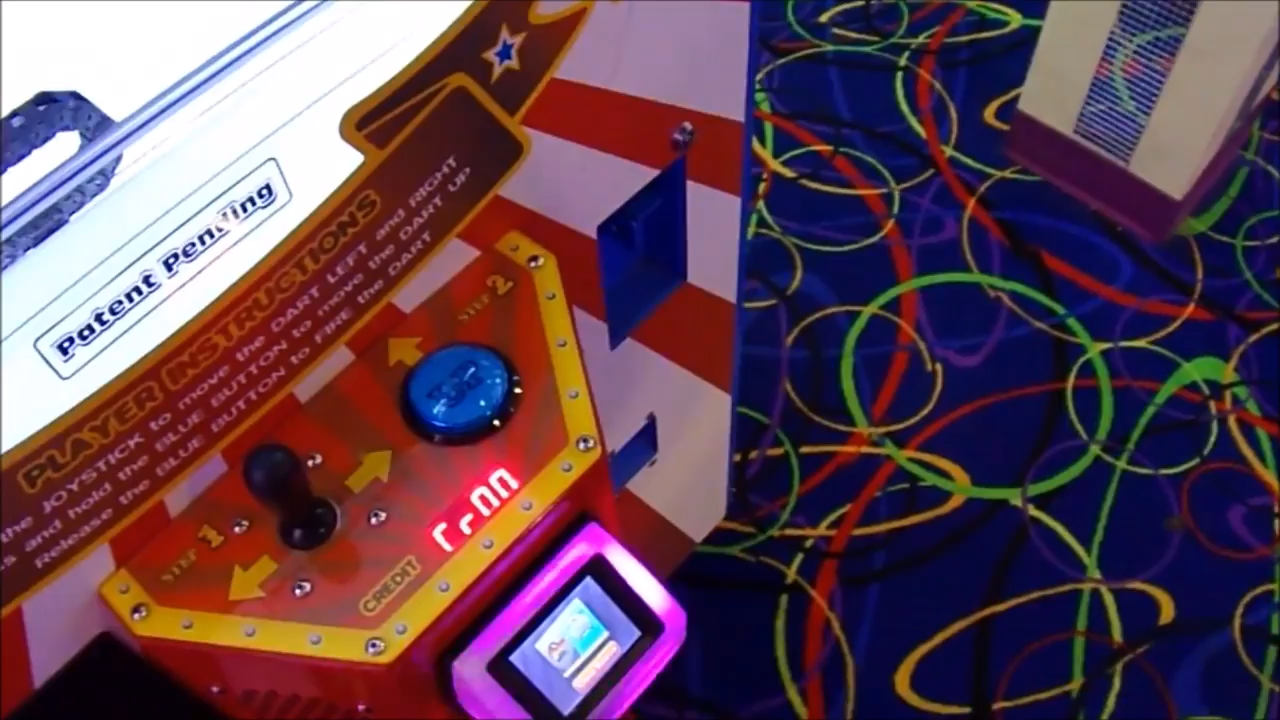 Patent Pending
PLAYER INSTRUCTIONS
the JOYSTICK to move the DART LEFT and RIGHT
and hold the BLUE BUTTON to move the DART UP
Release the BLUE BUTTON to FIRE the DART
STEP 1
STEP 2
CREDIT